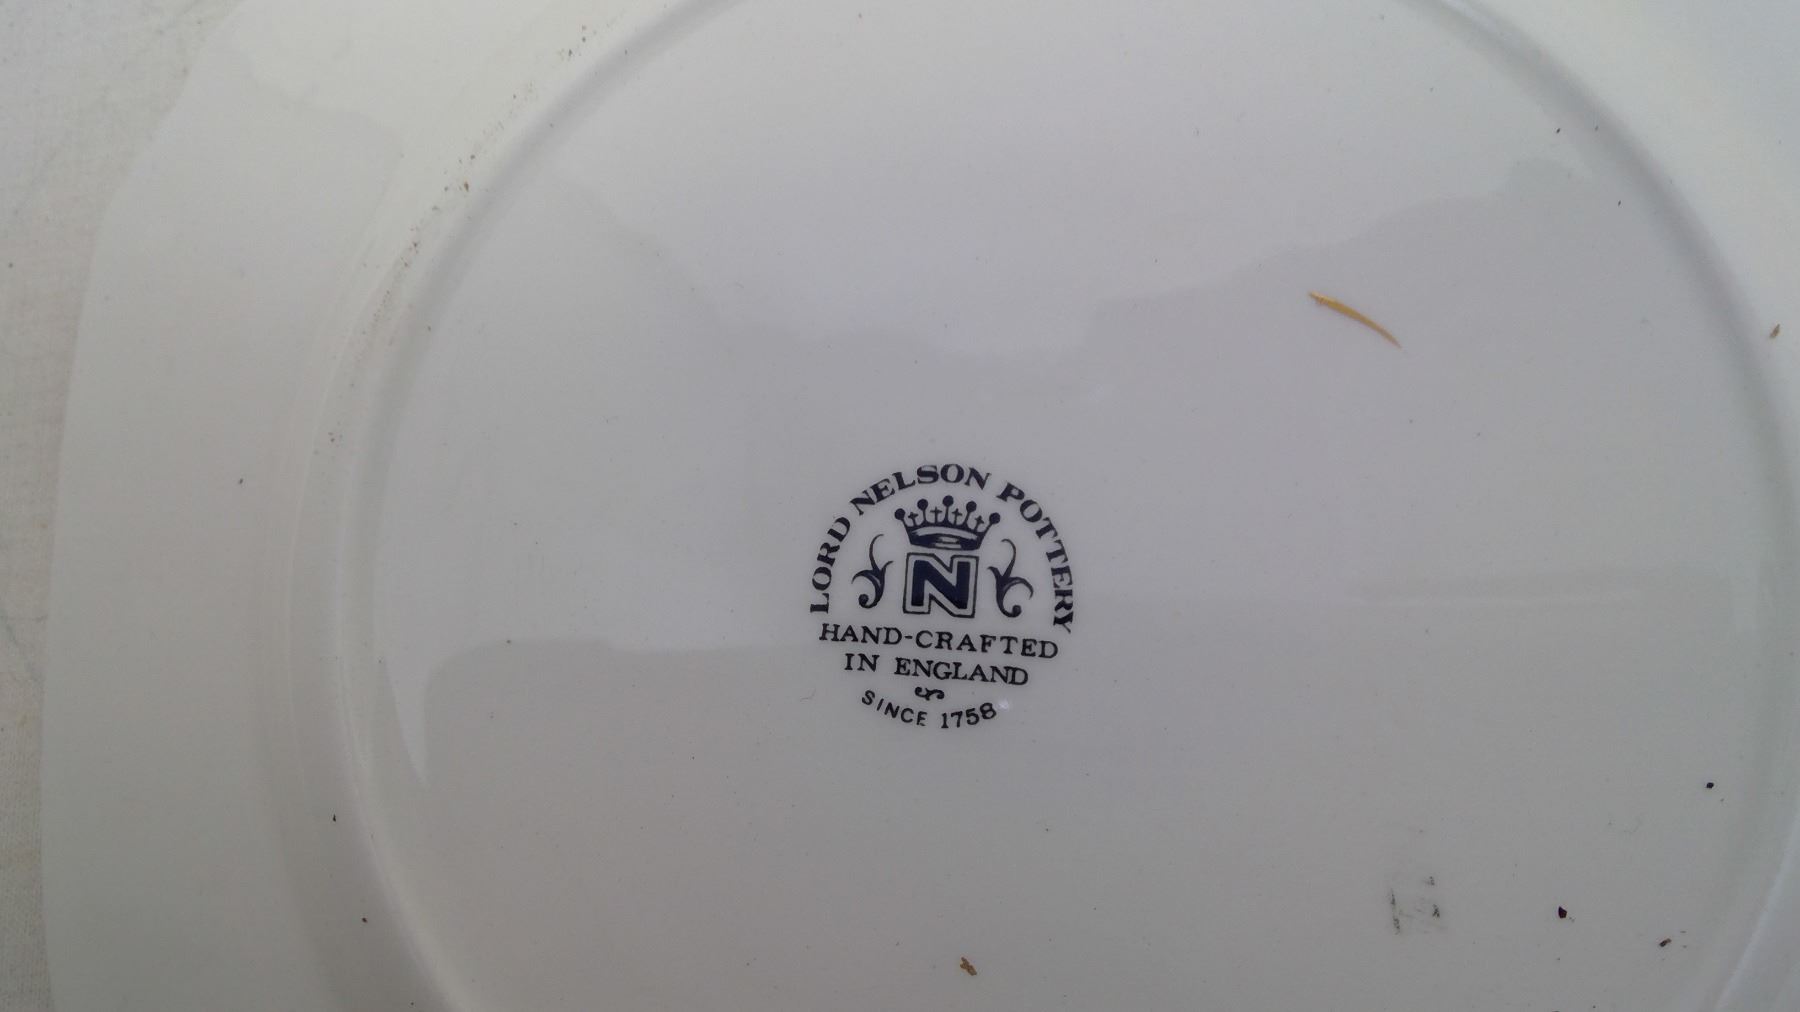 LORD NELSON POTTERY
N
HAND-CRAFTED
IN ENGLAND
SINCE 1758